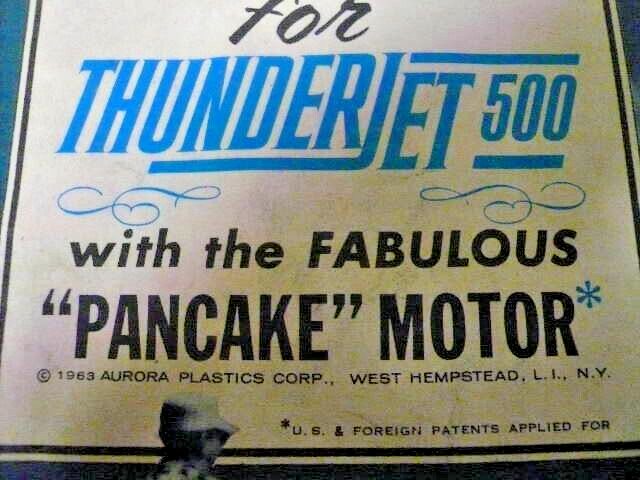 for
THUNDERJET 500
with the FABULOUS
“PANCAKE” MOTOR*
© 1963 AURORA PLASTICS CORP., WEST HEMPSTEAD, L.I., N.Y.
*U.S. & FOREIGN PATENTS APPLIED FOR